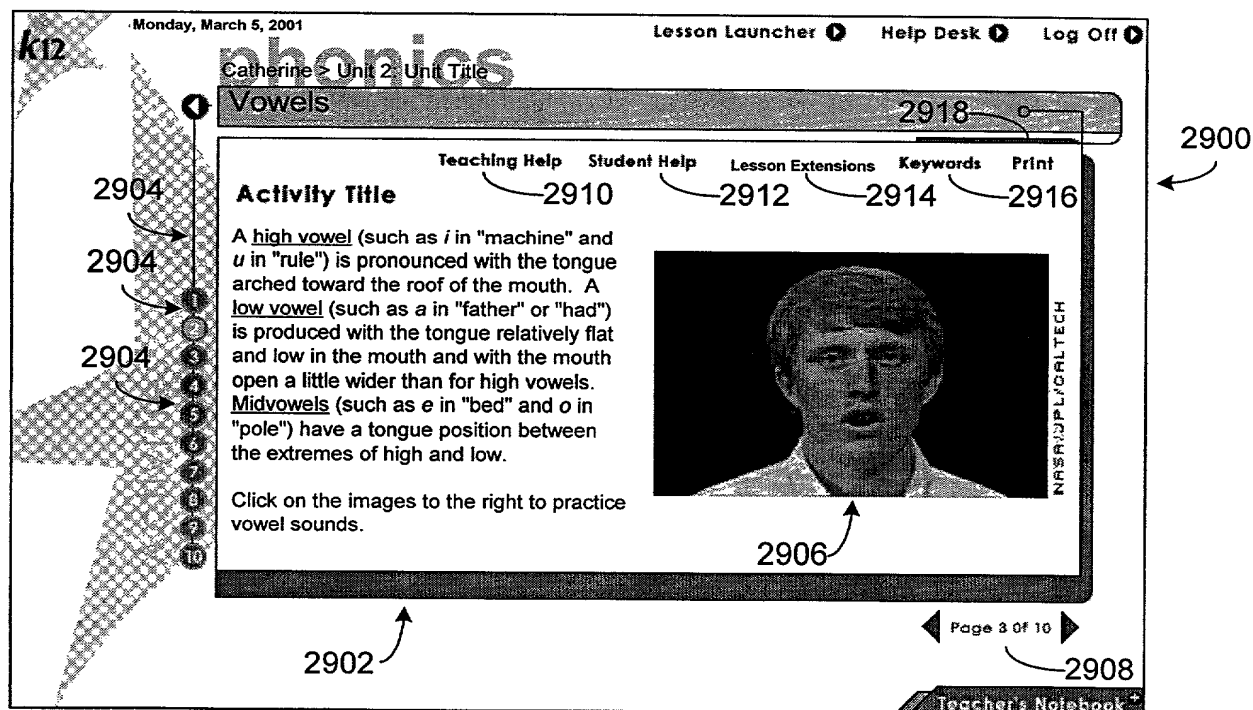 k12
Monday, March 5, 2001
Lesson Launcher
Help Desk
Log Off
phonics
Catherine > Unit 2: Unit Title
Vowels
2918
2900
Teaching Help
Student Help
Lesson Extensions
Keywords
Print
2910
2912
2914
2916
Activity Title
2904
2904
2904
A high vowel (such as i in "machine" and
u in "rule") is pronounced with the tongue
arched toward the roof of the mouth. A
low vowel (such as a in "father" or "had")
is produced with the tongue relatively flat
and low in the mouth and with the mouth
open a little wider than for high vowels.
Midvowels (such as e in "bed" and o in
"pole") have a tongue position between
the extremes of high and low.
Click on the images to the right to practice
vowel sounds.
1
2
3
4
5
6
7
8
9
10
NASA/JPL/CALTECH
2906
2902
Page 3 of 10
2908
Teacher's Notebook +